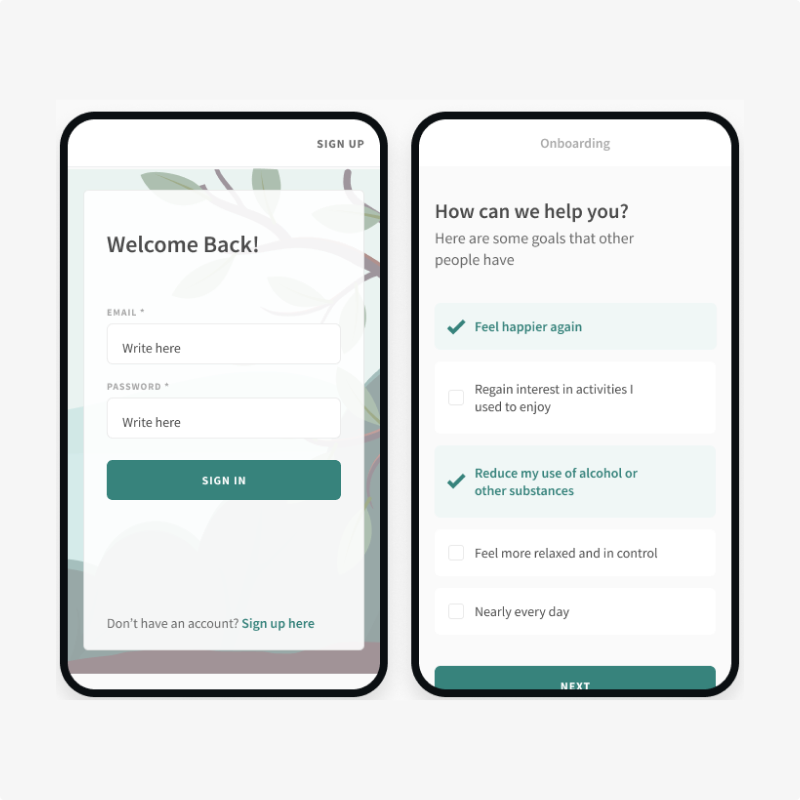 SIGN UP
Welcome Back!
EMAIL *
Write here
PASSWORD *
Write here
SIGN IN
Don't have an account? Sign up here
Onboarding
How can we help you?
Here are some goals that other
people have
Feel happier again
Regain interest in activities I
used to enjoy
Reduce my use of alcohol or
other substances
Feel more relaxed and in control
Nearly every day
NEXT